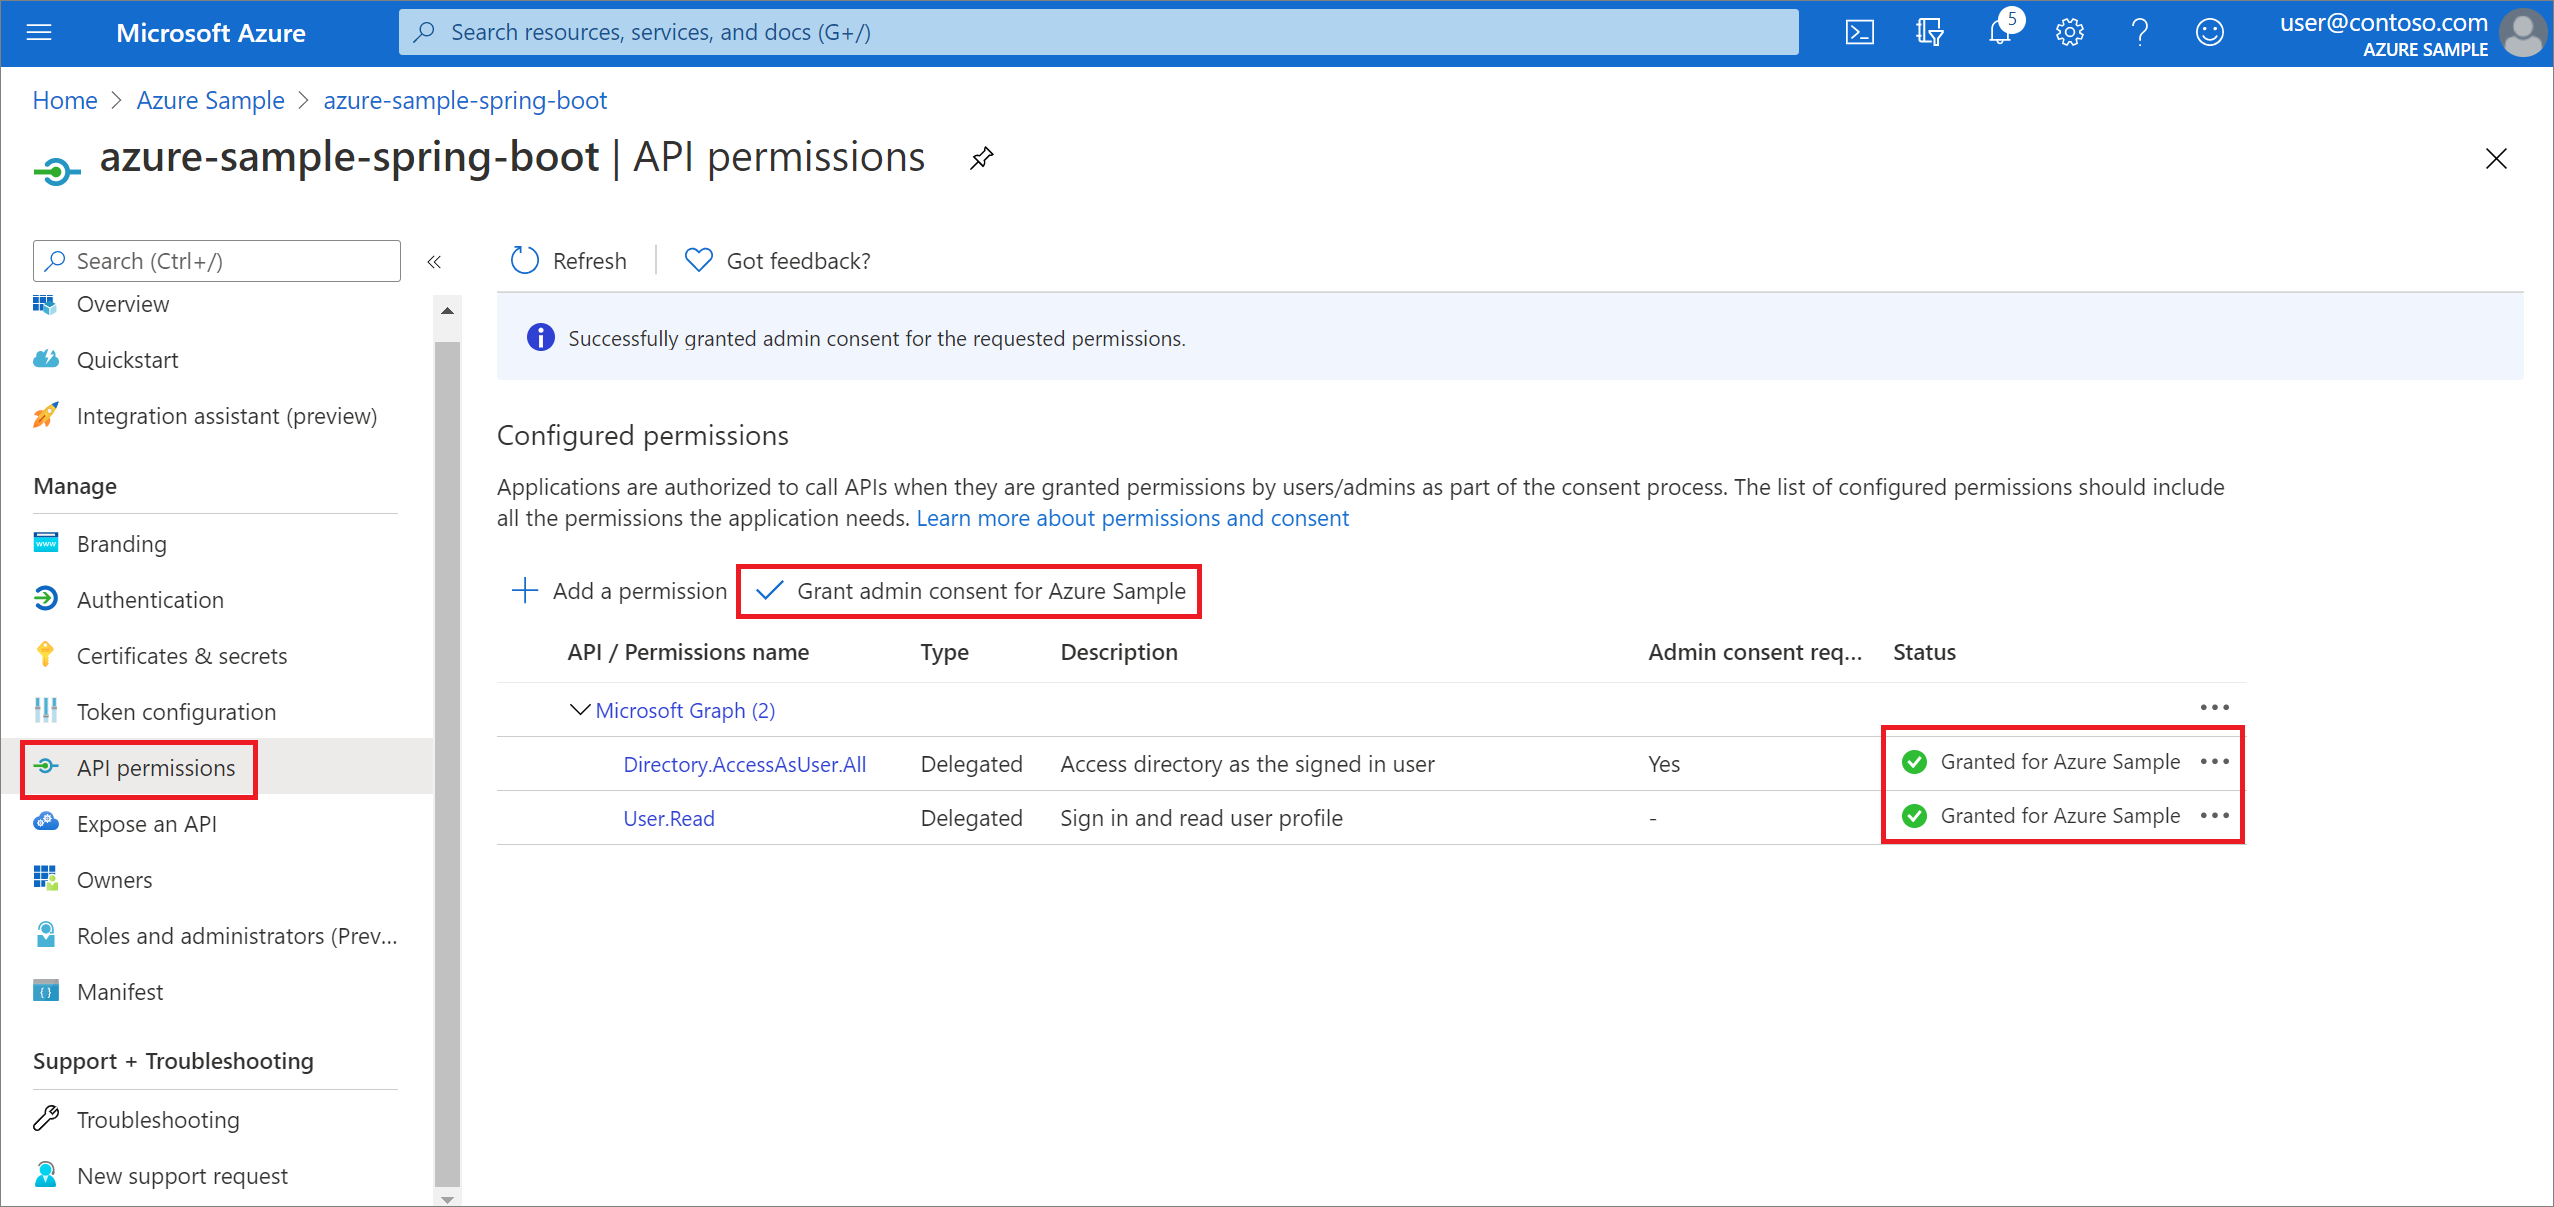 Microsoft Azure
Search resources, services, and docs (G+/)
5
user@contoso.com
AZURE SAMPLE
Home > Azure Sample > azure-sample-spring-boot
azure-sample-spring-boot | API permissions
Search (Ctrl+/)
«
Overview
Quickstart
Integration assistant (preview)
Manage
Branding
Authentication
Certificates & secrets
Token configuration
API permissions
Expose an API
Owners
Roles and administrators (Prev...
Manifest
Support + Troubleshooting
Troubleshooting
New support request
Refresh
Got feedback?
Successfully granted admin consent for the requested permissions.
Configured permissions
Applications are authorized to call APIs when they are granted permissions by users/admins as part of the consent process. The list of configured permissions should include
all the permissions the application needs. Learn more about permissions and consent
Add a permission
Grant admin consent for Azure Sample
API / Permissions name Type Description Admin consent req... Status
Microsoft Graph (2)
Directory.AccessAsUser.All Delegated Access directory as the signed in user Yes Granted for Azure Sample
User.Read Delegated Sign in and read user profile - Granted for Azure Sample